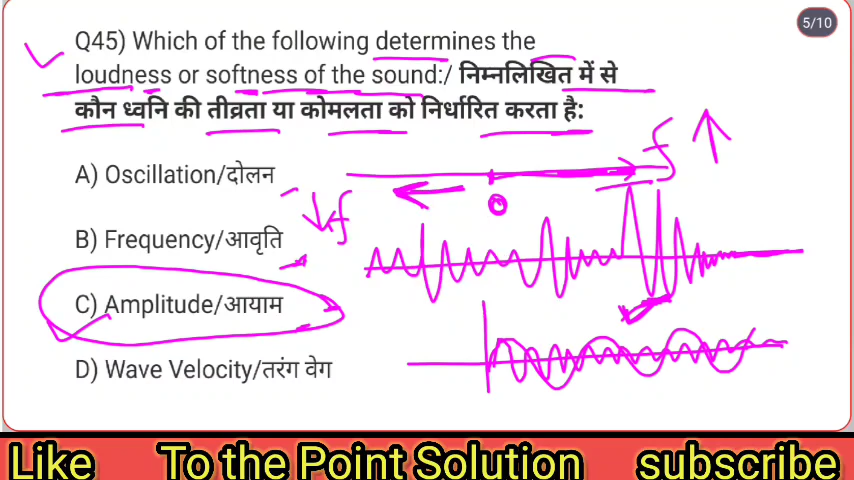 5/10
Q45) Which of the following determines the
loudness or softness of the sound:/ निम्नलिखित में से
कौन ध्वनि की तीव्रता या कोमलता को निर्धारित करता है:
A) Oscillation/दोलन
B) Frequency/आवृति
C) Amplitude/आयाम
D) Wave Velocity/तरंग वेग
f
f
0
Like To the Point Solution subscribe